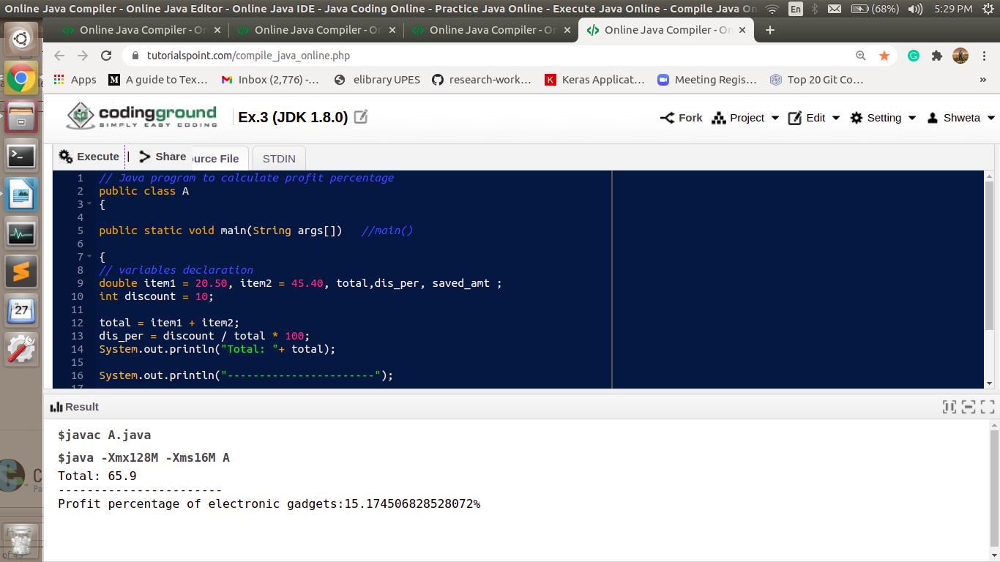 Online Java Compiler - Online Java Editor - Online Java IDE - Java Coding Online - Practice Java Online - Execute Java Online - Compile Java On
En (68%) 5:29 PM
Online Java Compiler - On Online Java Compiler - On Online Java Compiler - On Online Java Compiler - On
tutorialspoint.com/compile_java_online.php
Apps M A guide to Tex… Inbox (2,776) -… elibrary UPES research-work… K Keras Applicat… Meeting Regis… Top 20 Git Co… »
codingground
SIMPLY EASY CODING
Ex.3 (JDK 1.8.0) Fork Project Edit Setting Shweta
Execute | Share urce File STDIN
1 // Java program to calculate profit percentage
2 public class A
3 {
4
5 public static void main(String args[]) //main()
6
7 {
8 // variables declaration
9 double item1 = 20.50, item2 = 45.40, total,dis_per, saved_amt ;
10 int discount = 10;
11
12 total = item1 + item2;
13 dis_per = discount / total * 100;
14 System.out.println("Total: "+ total);
15
16 System.out.println("-----------------------");
17
Result
$javac A.java
$java -Xmx128M -Xms16M A
Total: 65.9
-----------------------
Profit percentage of electronic gadgets:15.174506828528072%
27